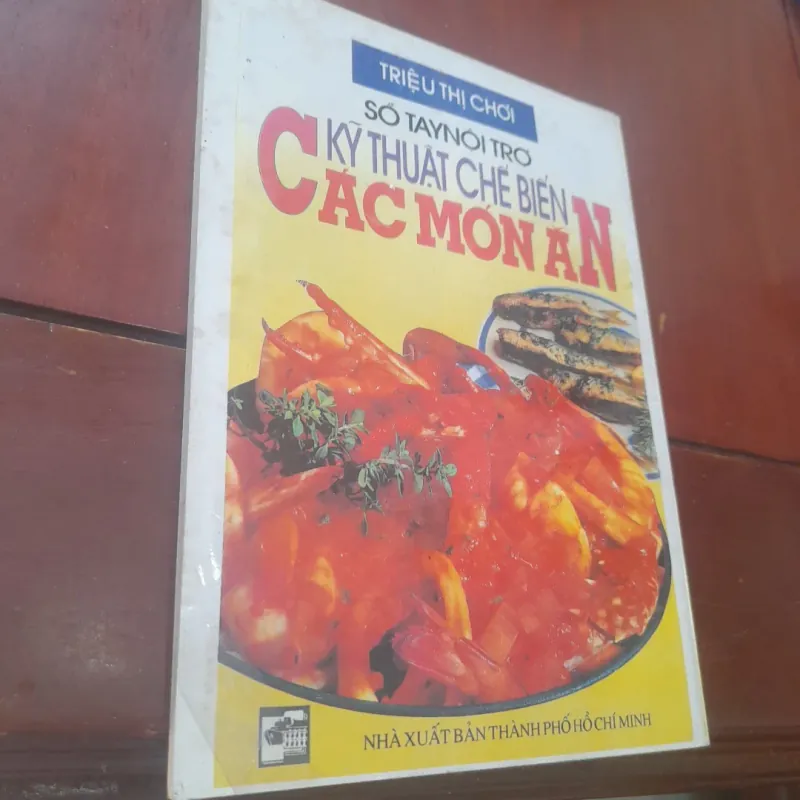 TRIỆU THỊ CHƠI
SỔ TAY NỘI TRỢ
KỸ THUẬT CHẾ BIẾN
CÁC MÓN ĂN
NHÀ XUẤT BẢN THÀNH PHỐ HỒ CHÍ MINH